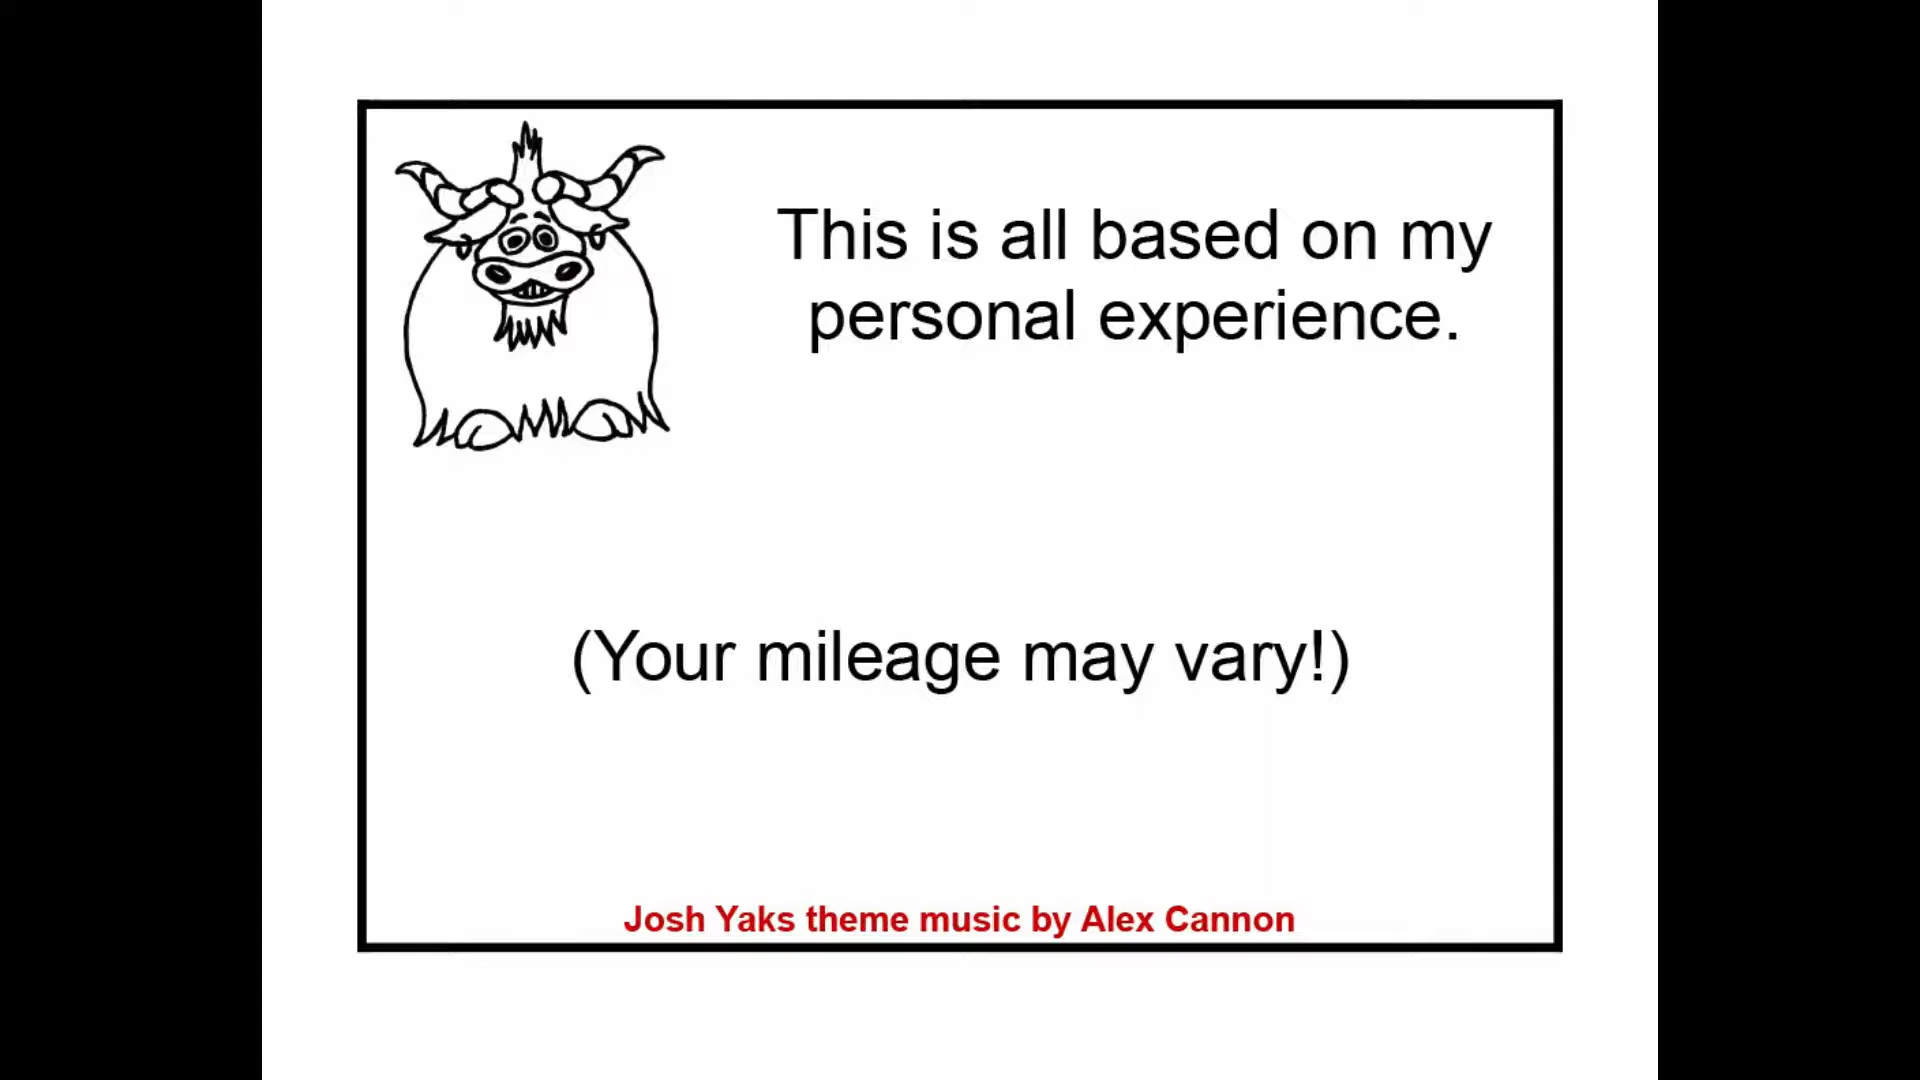 This is all based on my
personal experience.
(Your mileage may vary!)
Josh Yaks theme music by Alex Cannon